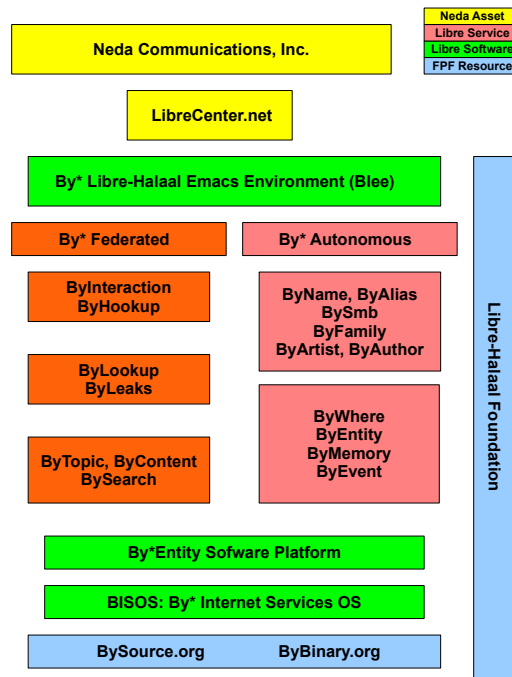 Neda Communications, Inc.
Neda Asset
Libre Service
Libre Software
FPF Resource
LibreCenter.net
By* Libre-Halaal Emacs Environment (Blee)
By* Federated
By* Autonomous
ByInteraction
ByHookup
ByName, ByAlias
BySmb
ByFamily
ByArtist, ByAuthor
ByLookup
ByLeaks
ByWhere
ByEntity
ByMemory
ByEvent
ByTopic, ByContent
BySearch
Libre-Halaal Foundation
By*Entity Sofware Platform
BISOS: By* Internet Services OS
BySource.org
ByBinary.org